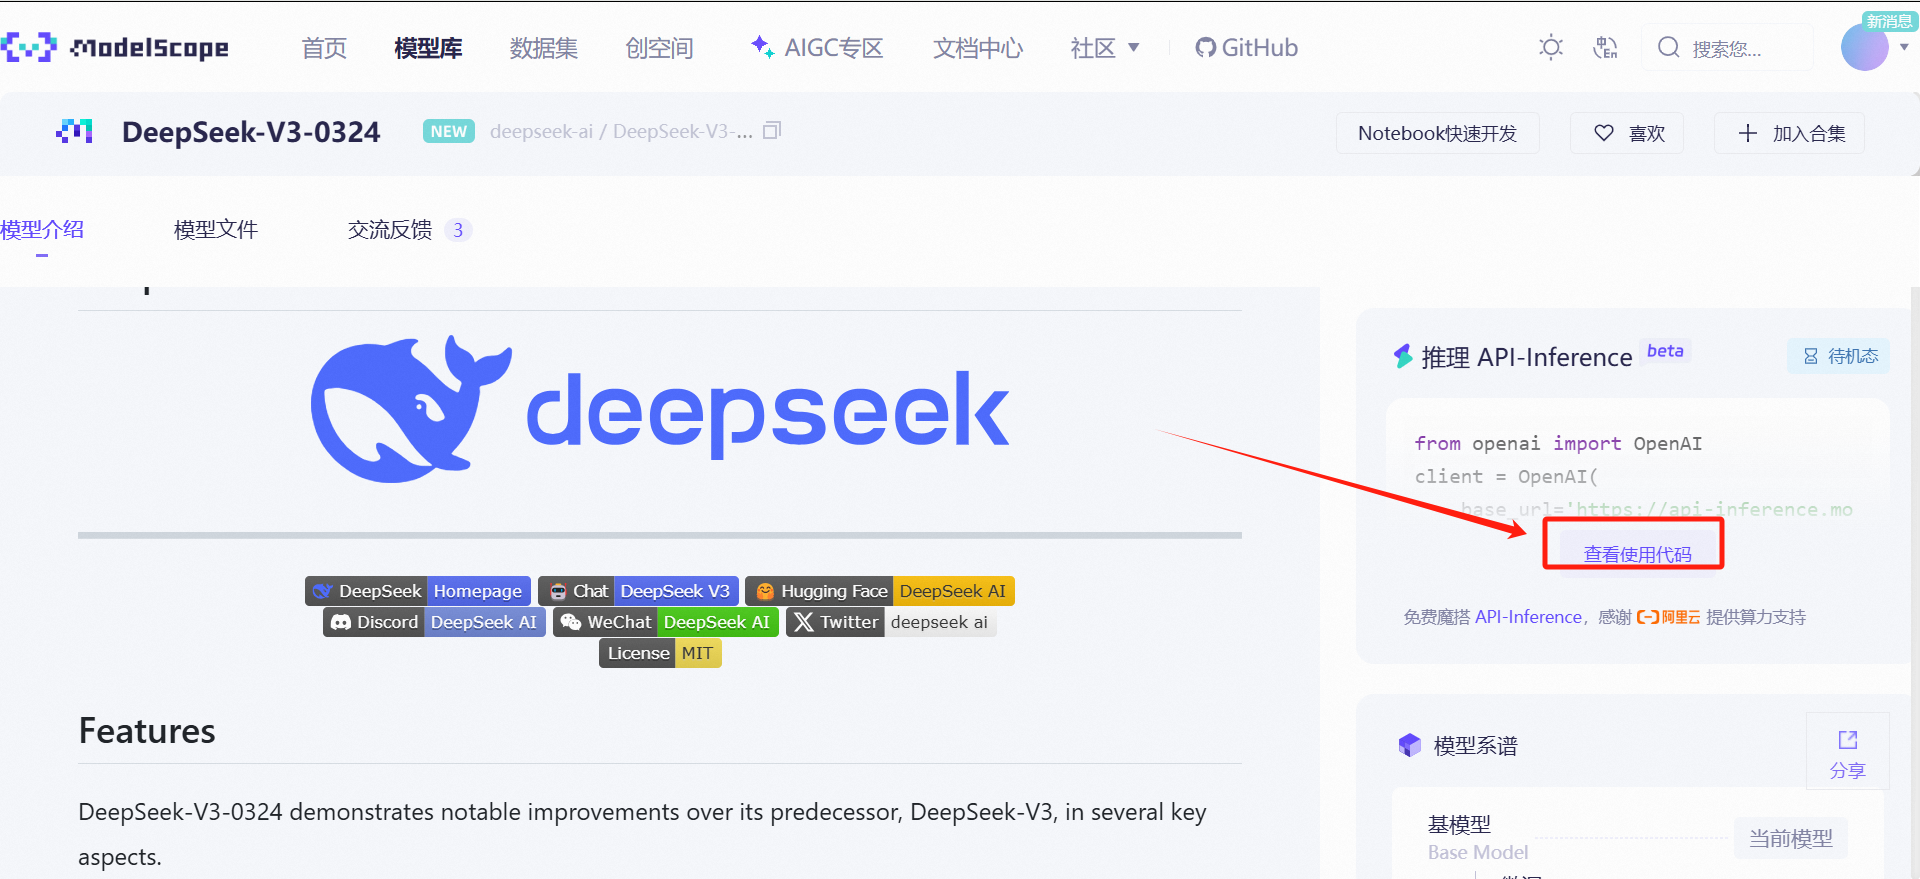 ModelScope 首页 模型库 数据集 创空间 AIGC专区 文档中心 社区 GitHub 搜索您... 新消息
DeepSeek-V3-0324 NEW deepseek-ai / DeepSeek-V3-... Notebook快速开发 喜欢 加入合集
模型介绍 模型文件 交流反馈 3
deepseek
DeepSeek Homepage Chat DeepSeek V3 Hugging Face DeepSeek AI
Discord DeepSeek AI WeChat DeepSeek AI Twitter deepseek ai
License MIT
Features
DeepSeek-V3-0324 demonstrates notable improvements over its predecessor, DeepSeek-V3, in several key
aspects.
推理 API-Inference beta 待机态
from openai import OpenAI
client = OpenAI(
base_url='https://api-inference.mo
查看使用代码
免费魔搭 API-Inference，感谢 阿里云 提供算力支持
模型系谱
分享
基模型
Base Model
当前模型